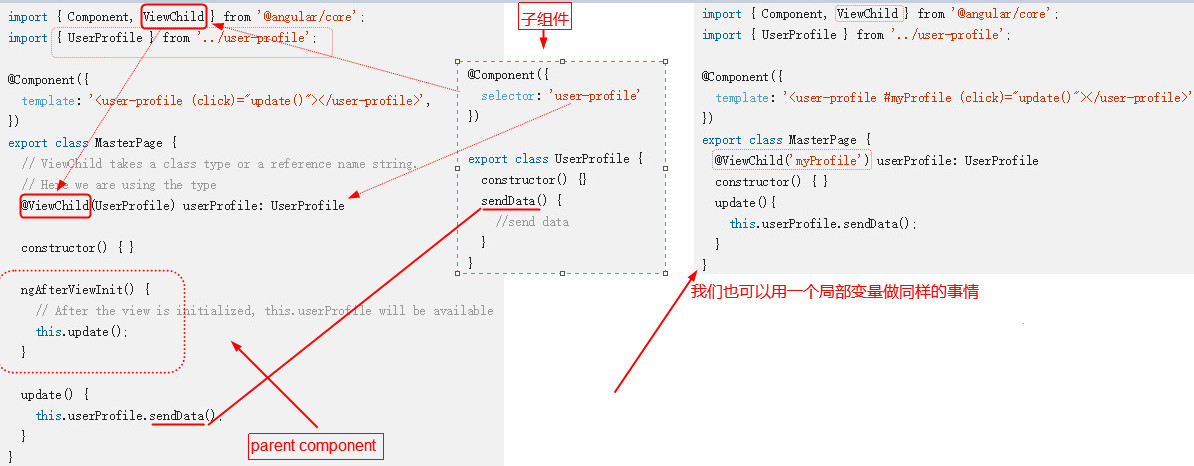 import { Component, ViewChild } from '@angular/core';
import { UserProfile } from '../user-profile';
@Component({
template: '<user-profile (click)="update()"></user-profile>',
})
export class MasterPage {
// ViewChild takes a class type or a reference name string.
// Here we are using the type
@ViewChild(UserProfile) userProfile: UserProfile
constructor() { }
ngAfterViewInit() {
// After the view is initialized, this.userProfile will be available
this.update();
}
update() {
this.userProfile.sendData();
}
}
parent component
子组件
@Component({
selector: 'user-profile'
})
export class UserProfile {
constructor() {}
sendData() {
//send data
}
}
import { Component, ViewChild } from '@angular/core';
import { UserProfile } from '../user-profile';
@Component({
template: '<user-profile #myProfile (click)="update()"></user-profile>'
})
export class MasterPage {
@ViewChild('myProfile') userProfile: UserProfile
constructor() { }
update(){
this.userProfile.sendData();
}
}
我们也可以用一个局部变量做同样的事情